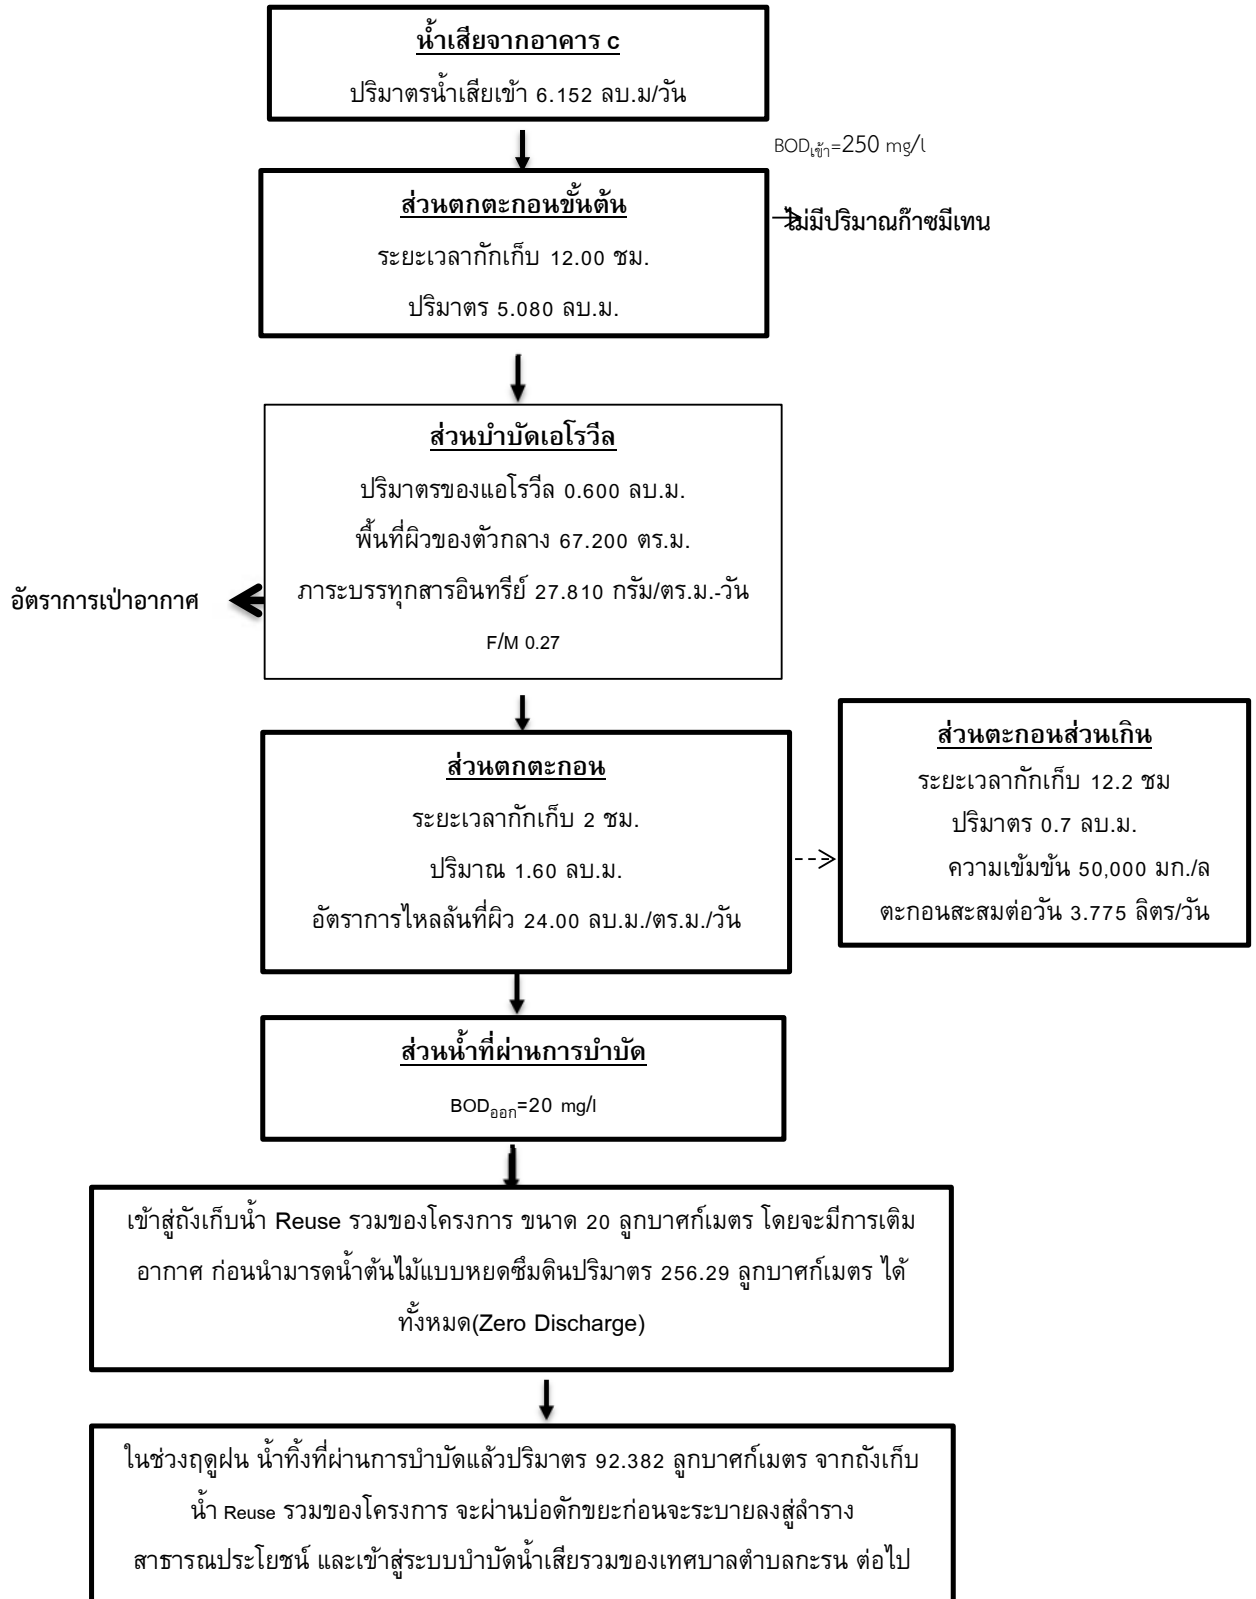 น้ำเสียจากอาคาร c
ปริมาตรน้ำเสียเข้า 6.152 ลบ.ม/วัน
BODเข้า=250 mg/l
ส่วนตกตะกอนขั้นต้น
ระยะเวลากักเก็บ 12.00 ชม.
ปริมาตร 5.080 ลบ.ม.
ไม่มีปริมาณก๊าซมีเทน
ส่วนบำบัดเอโรวีล
ปริมาตรของแอโรวีล 0.600 ลบ.ม.
พื้นที่ผิวของตัวกลาง 67.200 ตร.ม.
ภาระบรรทุกสารอินทรีย์ 27.810 กรัม/ตร.ม.-วัน
F/M 0.27
อัตราการเป่าอากาศ
ส่วนตกตะกอน
ระยะเวลากักเก็บ 2 ชม.
ปริมาณ 1.60 ลบ.ม.
อัตราการไหลล้นที่ผิว 24.00 ลบ.ม./ตร.ม./วัน
ส่วนตะกอนส่วนเกิน
ระยะเวลากักเก็บ 12.2 ชม
ปริมาตร 0.7 ลบ.ม.
ความเข้มข้น 50,000 มก./ล
ตะกอนสะสมต่อวัน 3.775 ลิตร/วัน
ส่วนน้ำที่ผ่านการบำบัด
BODออก=20 mg/l
เข้าสู่ถังเก็บน้ำ Reuse รวมของโครงการ ขนาด 20 ลูกบาศก์เมตร โดยจะมีการเติม
อากาศ ก่อนนำมารดน้ำต้นไม้แบบหยดซึมดินปริมาตร 256.29 ลูกบาศก์เมตร ได้
ทั้งหมด(Zero Discharge)
ในช่วงฤดูฝน น้ำทิ้งที่ผ่านการบำบัดแล้วปริมาตร 92.382 ลูกบาศก์เมตร จากถังเก็บ
น้ำ Reuse รวมของโครงการ จะผ่านบ่อดักขยะก่อนจะระบายลงสู่ลำราง
สาธารณประโยชน์ และเข้าสู่ระบบบำบัดน้ำเสียรวมของเทศบาลตำบลกะรน ต่อไป